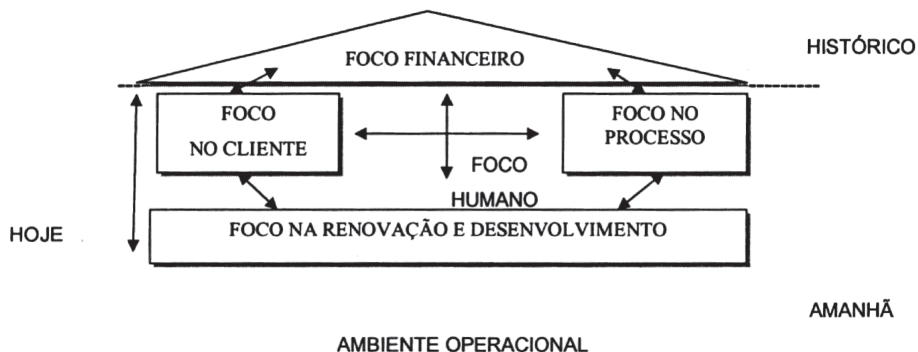 HISTÓRICO
FOCO FINANCEIRO
FOCO
NO CLIENTE
FOCO NO
PROCESSO
FOCO
HUMANO
FOCO NA RENOVAÇÃO E DESENVOLVIMENTO
HOJE
AMANHÃ
AMBIENTE OPERACIONAL